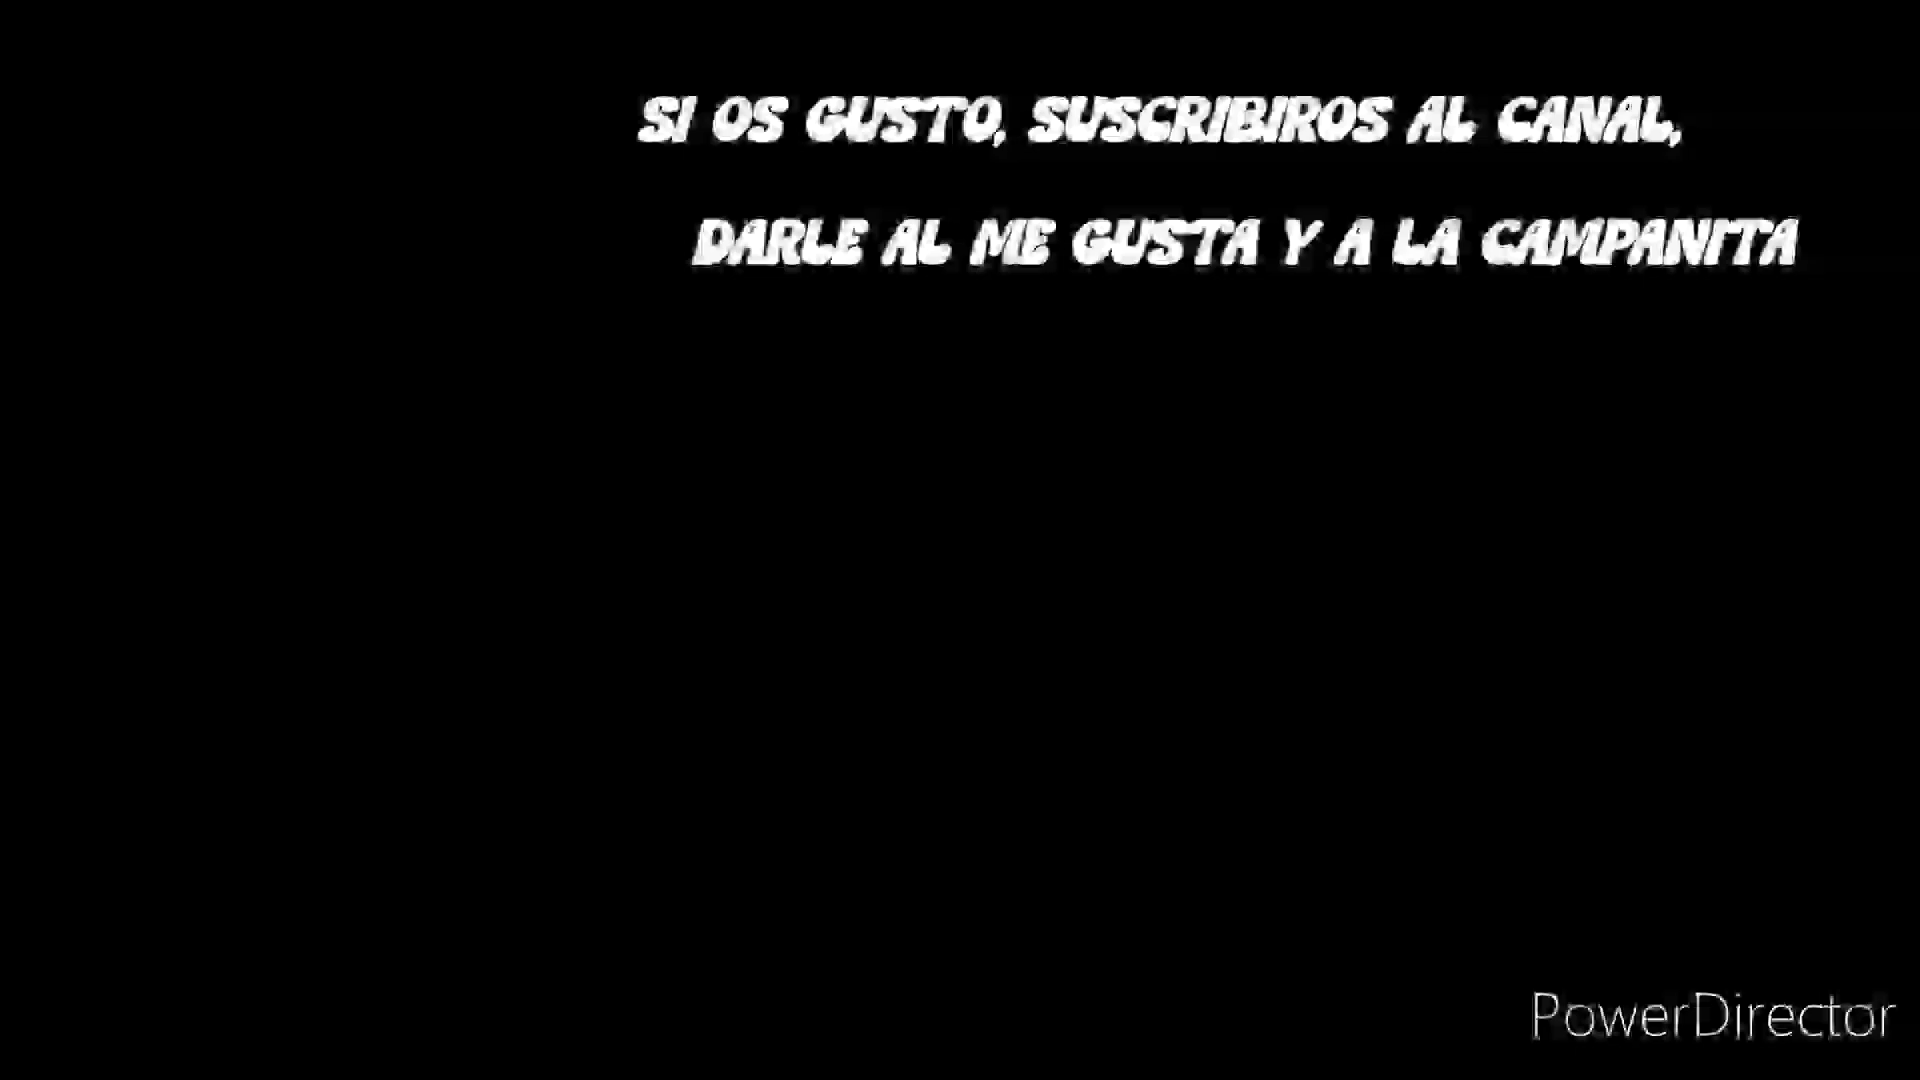 SI OS GUSTO, SUSCRIBIROS AL CANAL,
DARLE AL ME GUSTA Y A LA CAMPANITA
PowerDirector